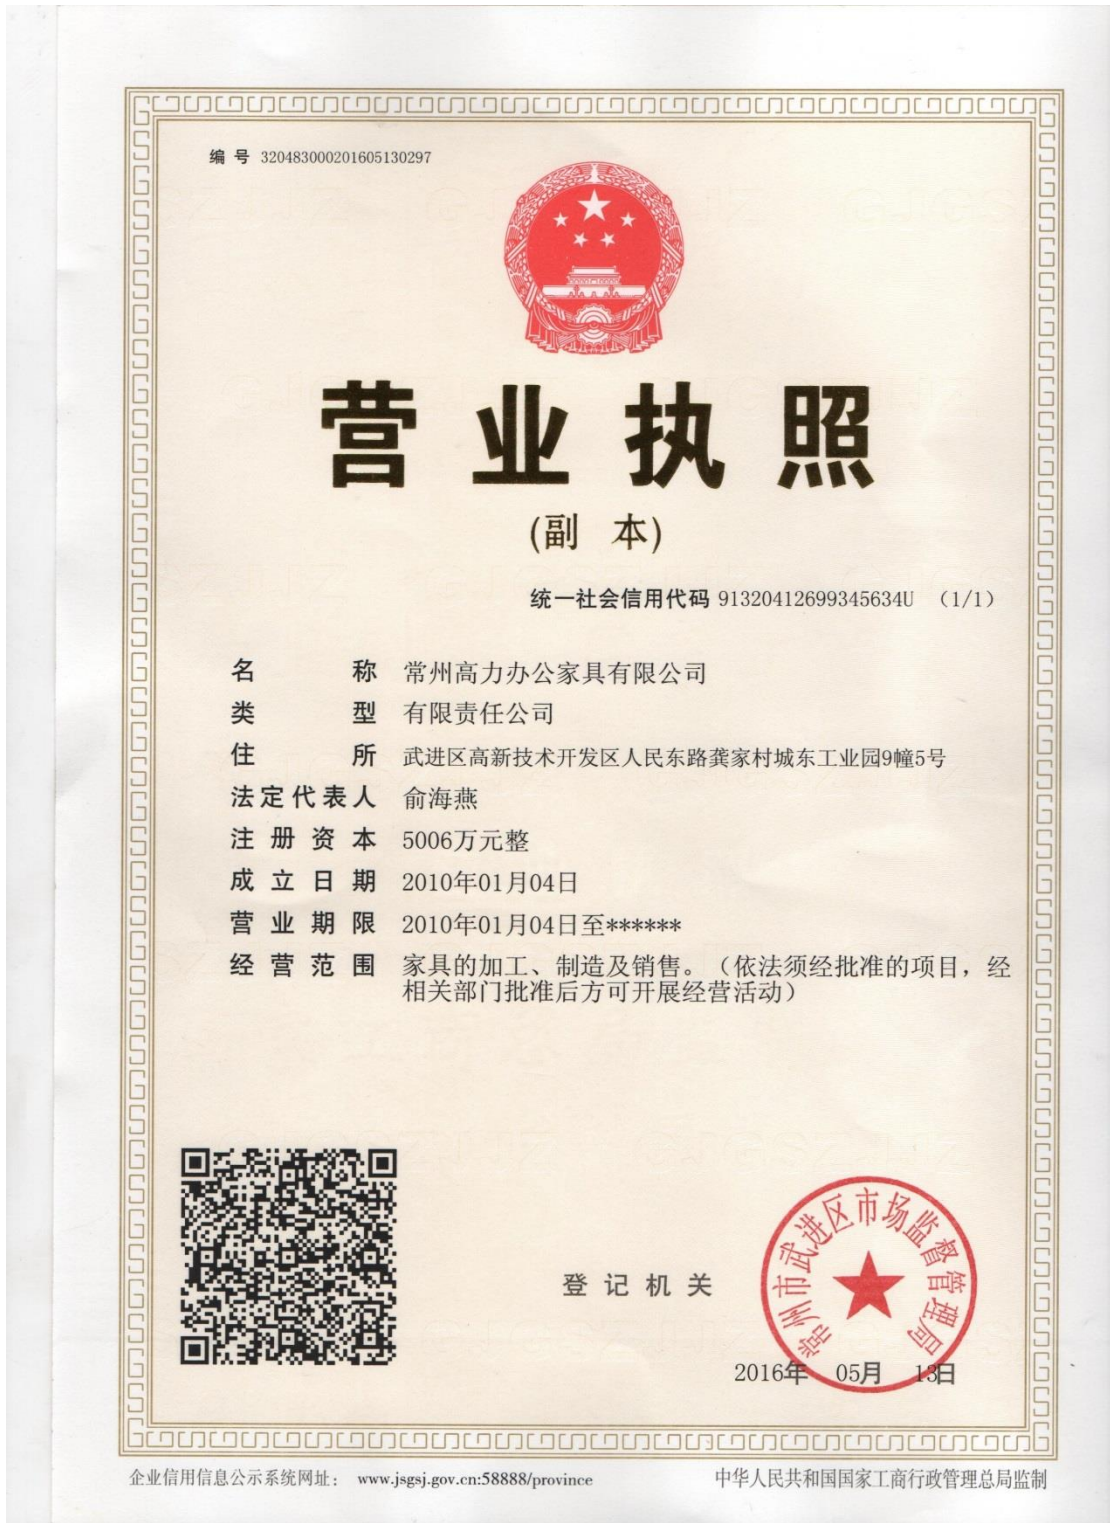 编 号 320483000201605130297
营业执照
(副 本)
统一社会信用代码 91320412699345634U (1/1)
名 称 常州高力办公家具有限公司
类 型 有限责任公司
住 所 武进区高新技术开发区人民东路龚家村城东工业园9幢5号
法定代表人 俞海燕
注册资本 5006万元整
成立日期 2010年01月04日
营业期限 2010年01月04日至******
经营范围 家具的加工、制造及销售。（依法须经批准的项目，经
相关部门批准后方可开展经营活动）
常州市武进区市场监督管理局
登记机关
2016年 05月 13日
企业信用信息公示系统网址： www.jsgsj.gov.cn:58888/province
中华人民共和国国家工商行政管理总局监制